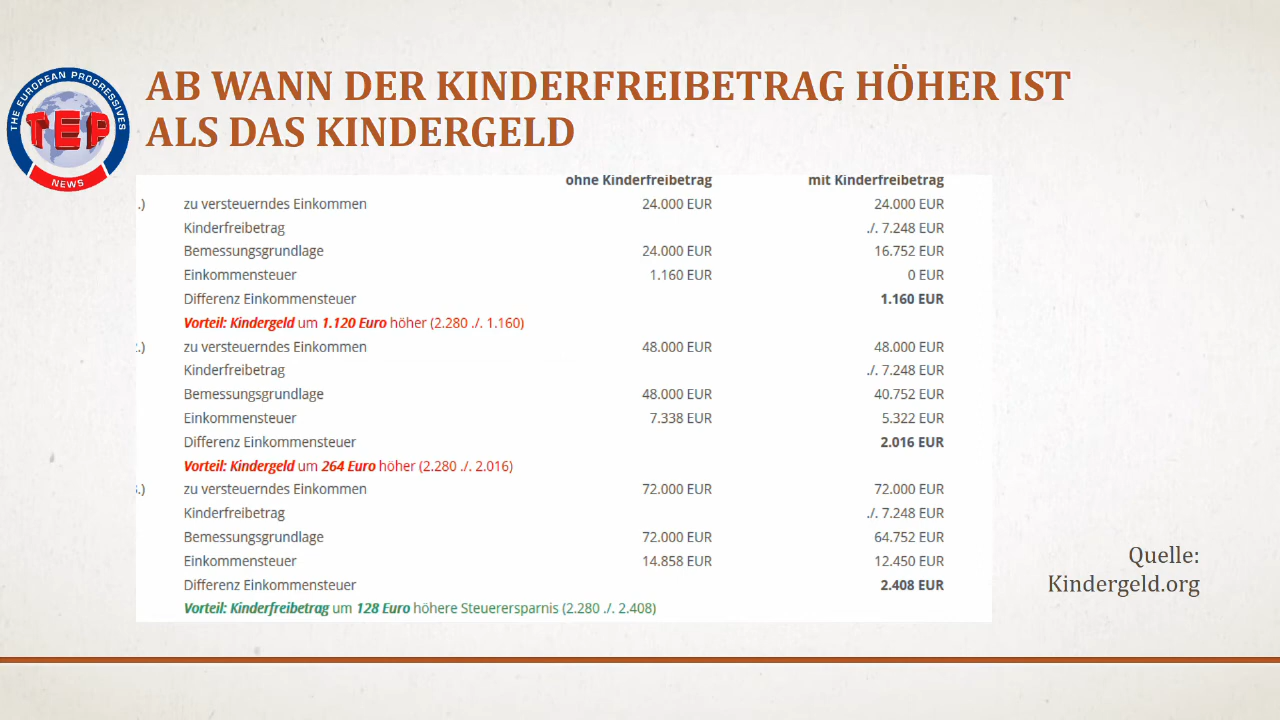 THE EUROPEAN PROGRESSIVES
TEP
NEWS
AB WANN DER KINDERFREIBETRAG HÖHER IST
ALS DAS KINDERGELD
ohne Kinderfreibetrag mit Kinderfreibetrag
.) zu versteuerndes Einkommen 24.000 EUR 24.000 EUR
Kinderfreibetrag ./. 7.248 EUR
Bemessungsgrundlage 24.000 EUR 16.752 EUR
Einkommensteuer 1.160 EUR 0 EUR
Differenz Einkommensteuer 1.160 EUR
Vorteil: Kindergeld um 1.120 Euro höher (2.280 ./. 1.160)
.) zu versteuerndes Einkommen 48.000 EUR 48.000 EUR
Kinderfreibetrag ./. 7.248 EUR
Bemessungsgrundlage 48.000 EUR 40.752 EUR
Einkommensteuer 7.338 EUR 5.322 EUR
Differenz Einkommensteuer 2.016 EUR
Vorteil: Kindergeld um 264 Euro höher (2.280 ./. 2.016)
.) zu versteuerndes Einkommen 72.000 EUR 72.000 EUR
Kinderfreibetrag ./. 7.248 EUR
Bemessungsgrundlage 72.000 EUR 64.752 EUR
Einkommensteuer 14.858 EUR 12.450 EUR
Differenz Einkommensteuer 2.408 EUR
Vorteil: Kinderfreibetrag um 128 Euro höhere Steuerersparnis (2.280 ./. 2.408)
Quelle:
Kindergeld.org